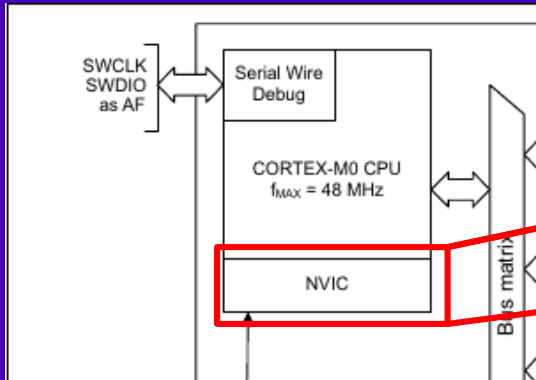 SWCLK
SWDIO
as AF
Serial Wire
Debug
CORTEX-M0 CPU
fMAX = 48 MHz
NVIC
Bus matrix